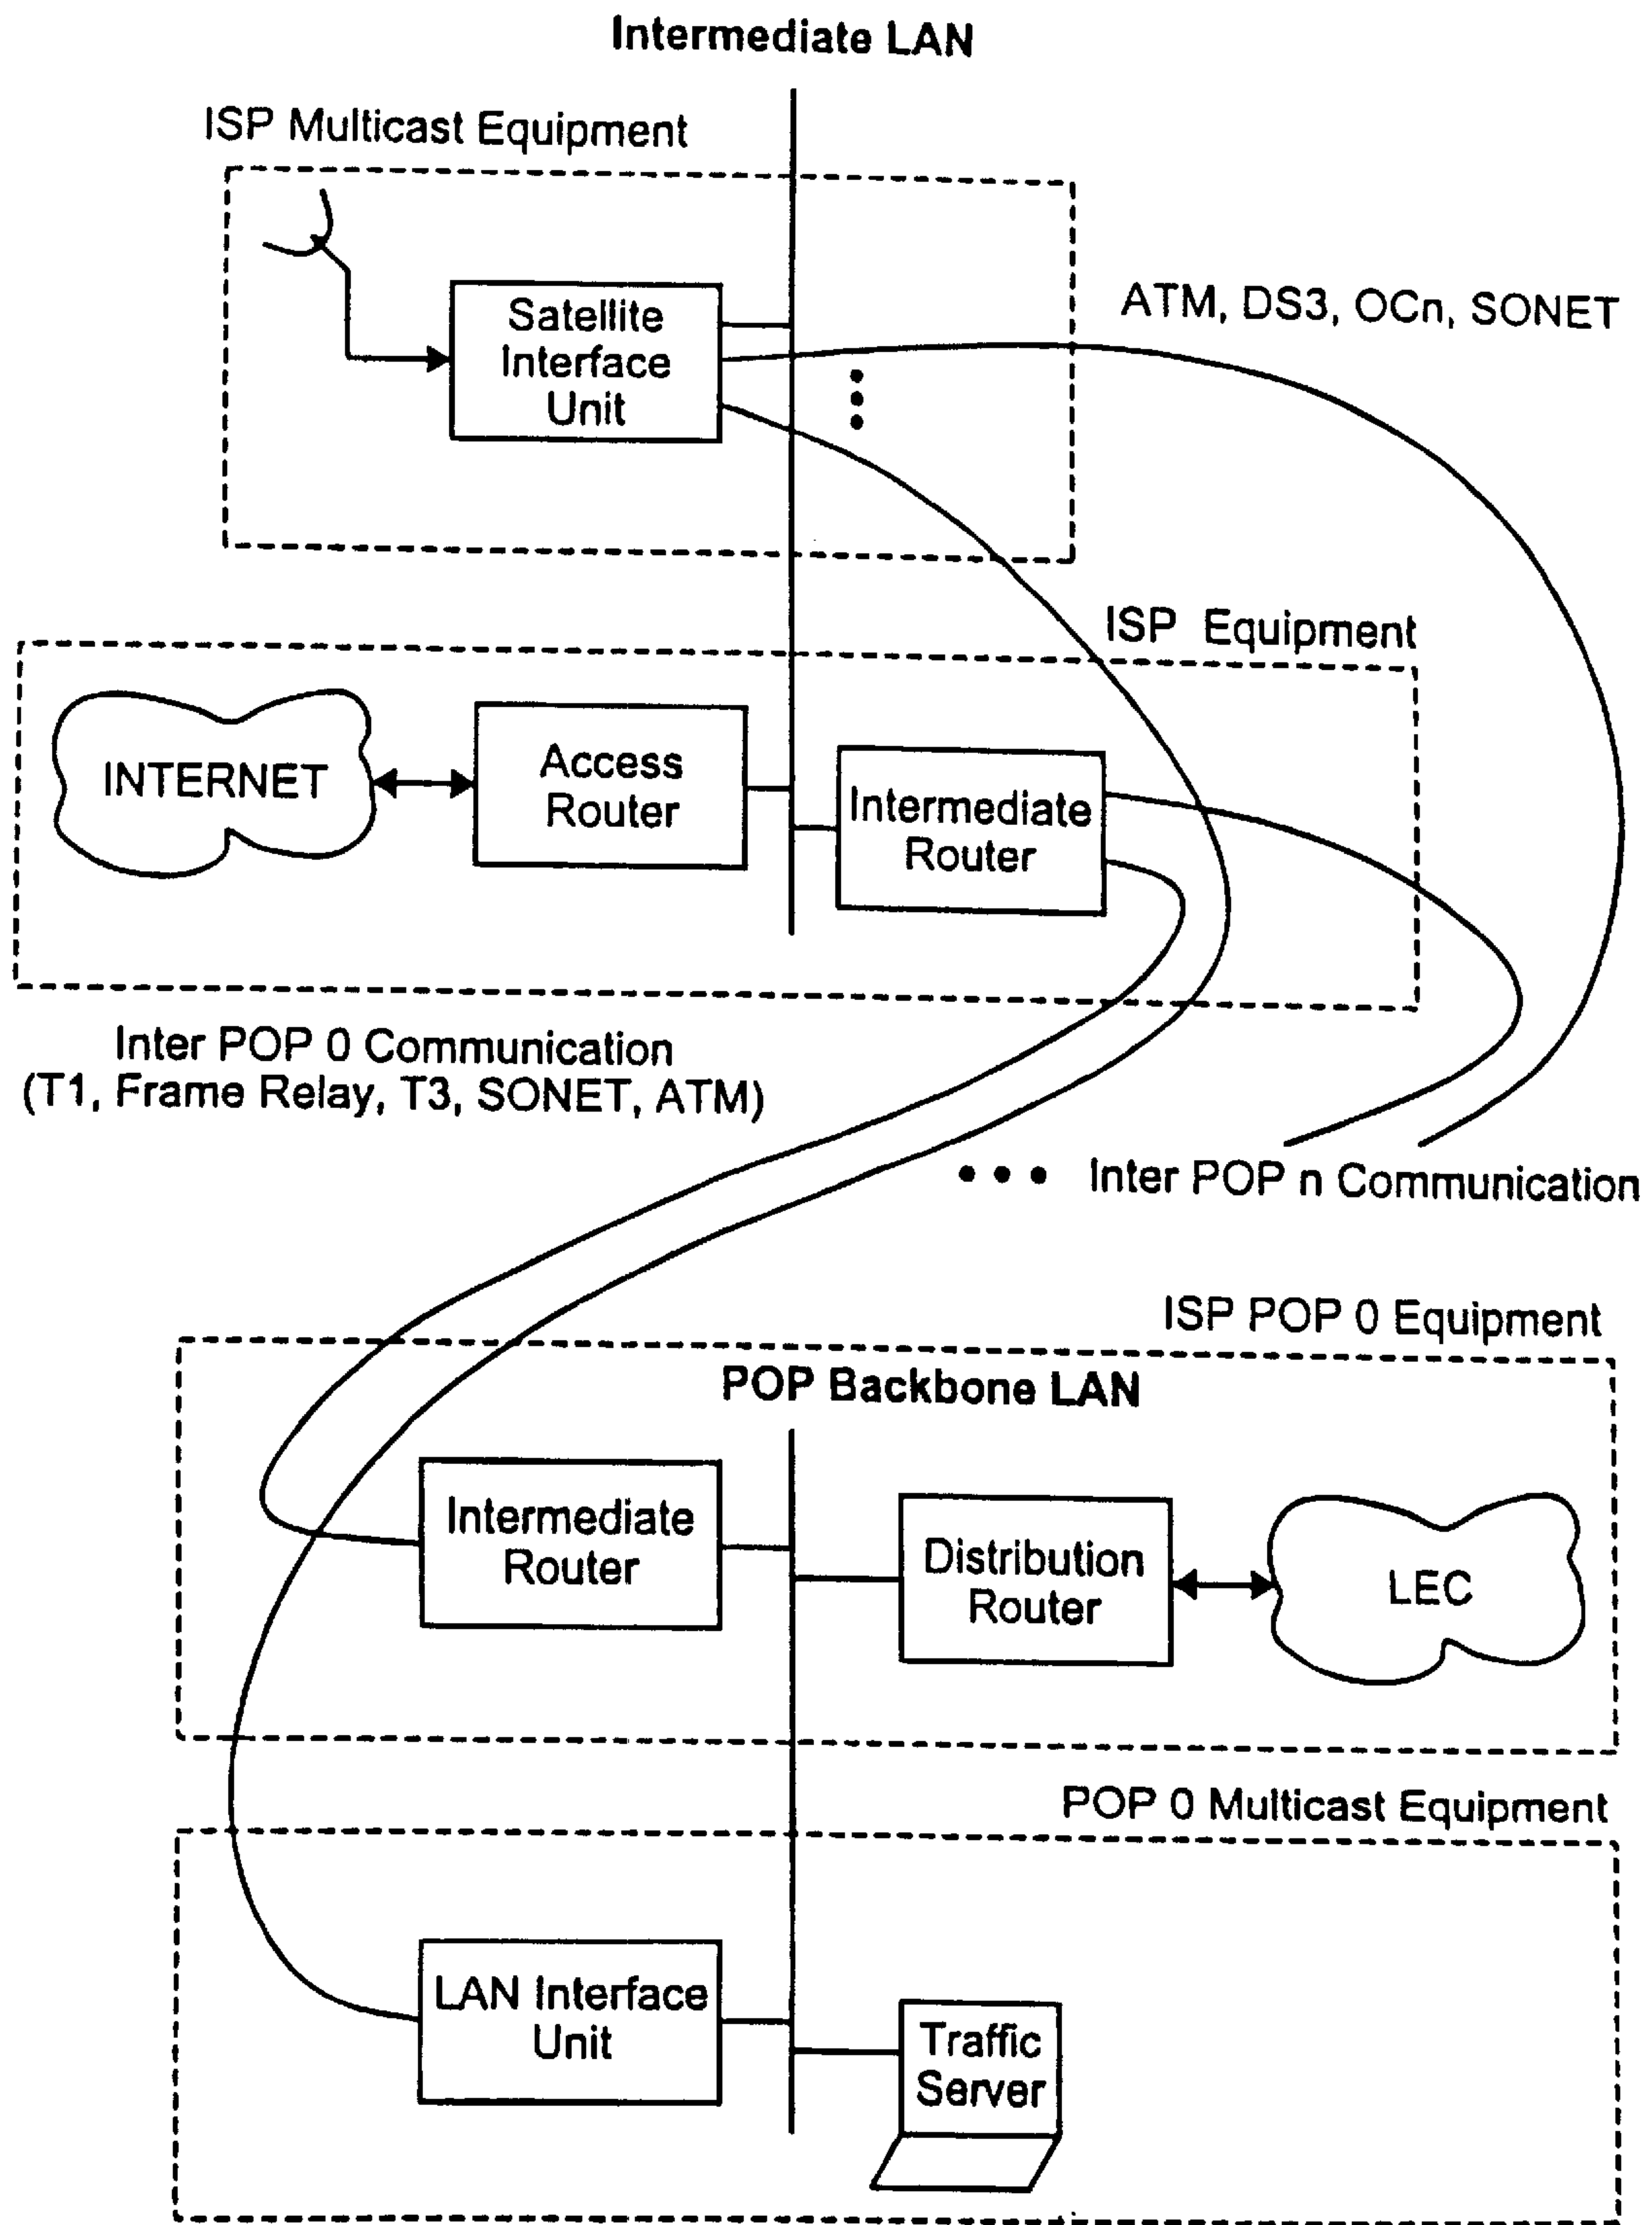 Intermediate LAN
ISP Multicast Equipment
Satellite
Interface
Unit
ATM, DS3, OCn, SONET
ISP Equipment
INTERNET
Access
Router
Intermediate
Router
Inter POP 0 Communication
(T1, Frame Relay, T3, SONET, ATM)
Inter POP n Communication
ISP POP 0 Equipment
POP Backbone LAN
Intermediate
Router
Distribution
Router
LEC
POP 0 Multicast Equipment
LAN Interface
Unit
Traffic
Server